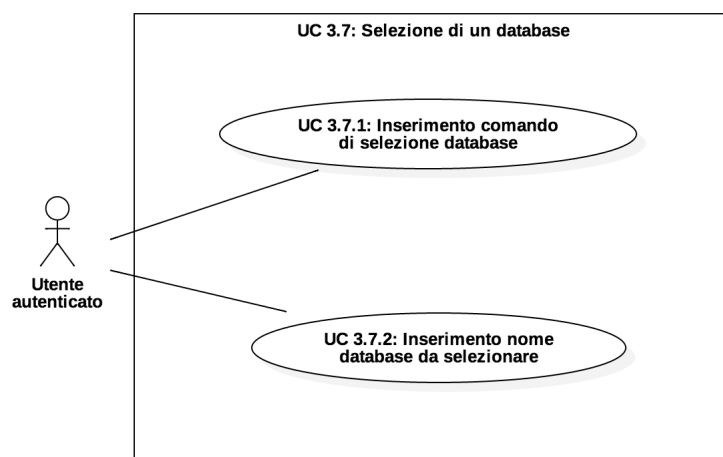 UC 3.7: Selezione di un database
UC 3.7.1: Inserimento comando
di selezione database
Utente
autenticato
UC 3.7.2: Inserimento nome
database da selezionare